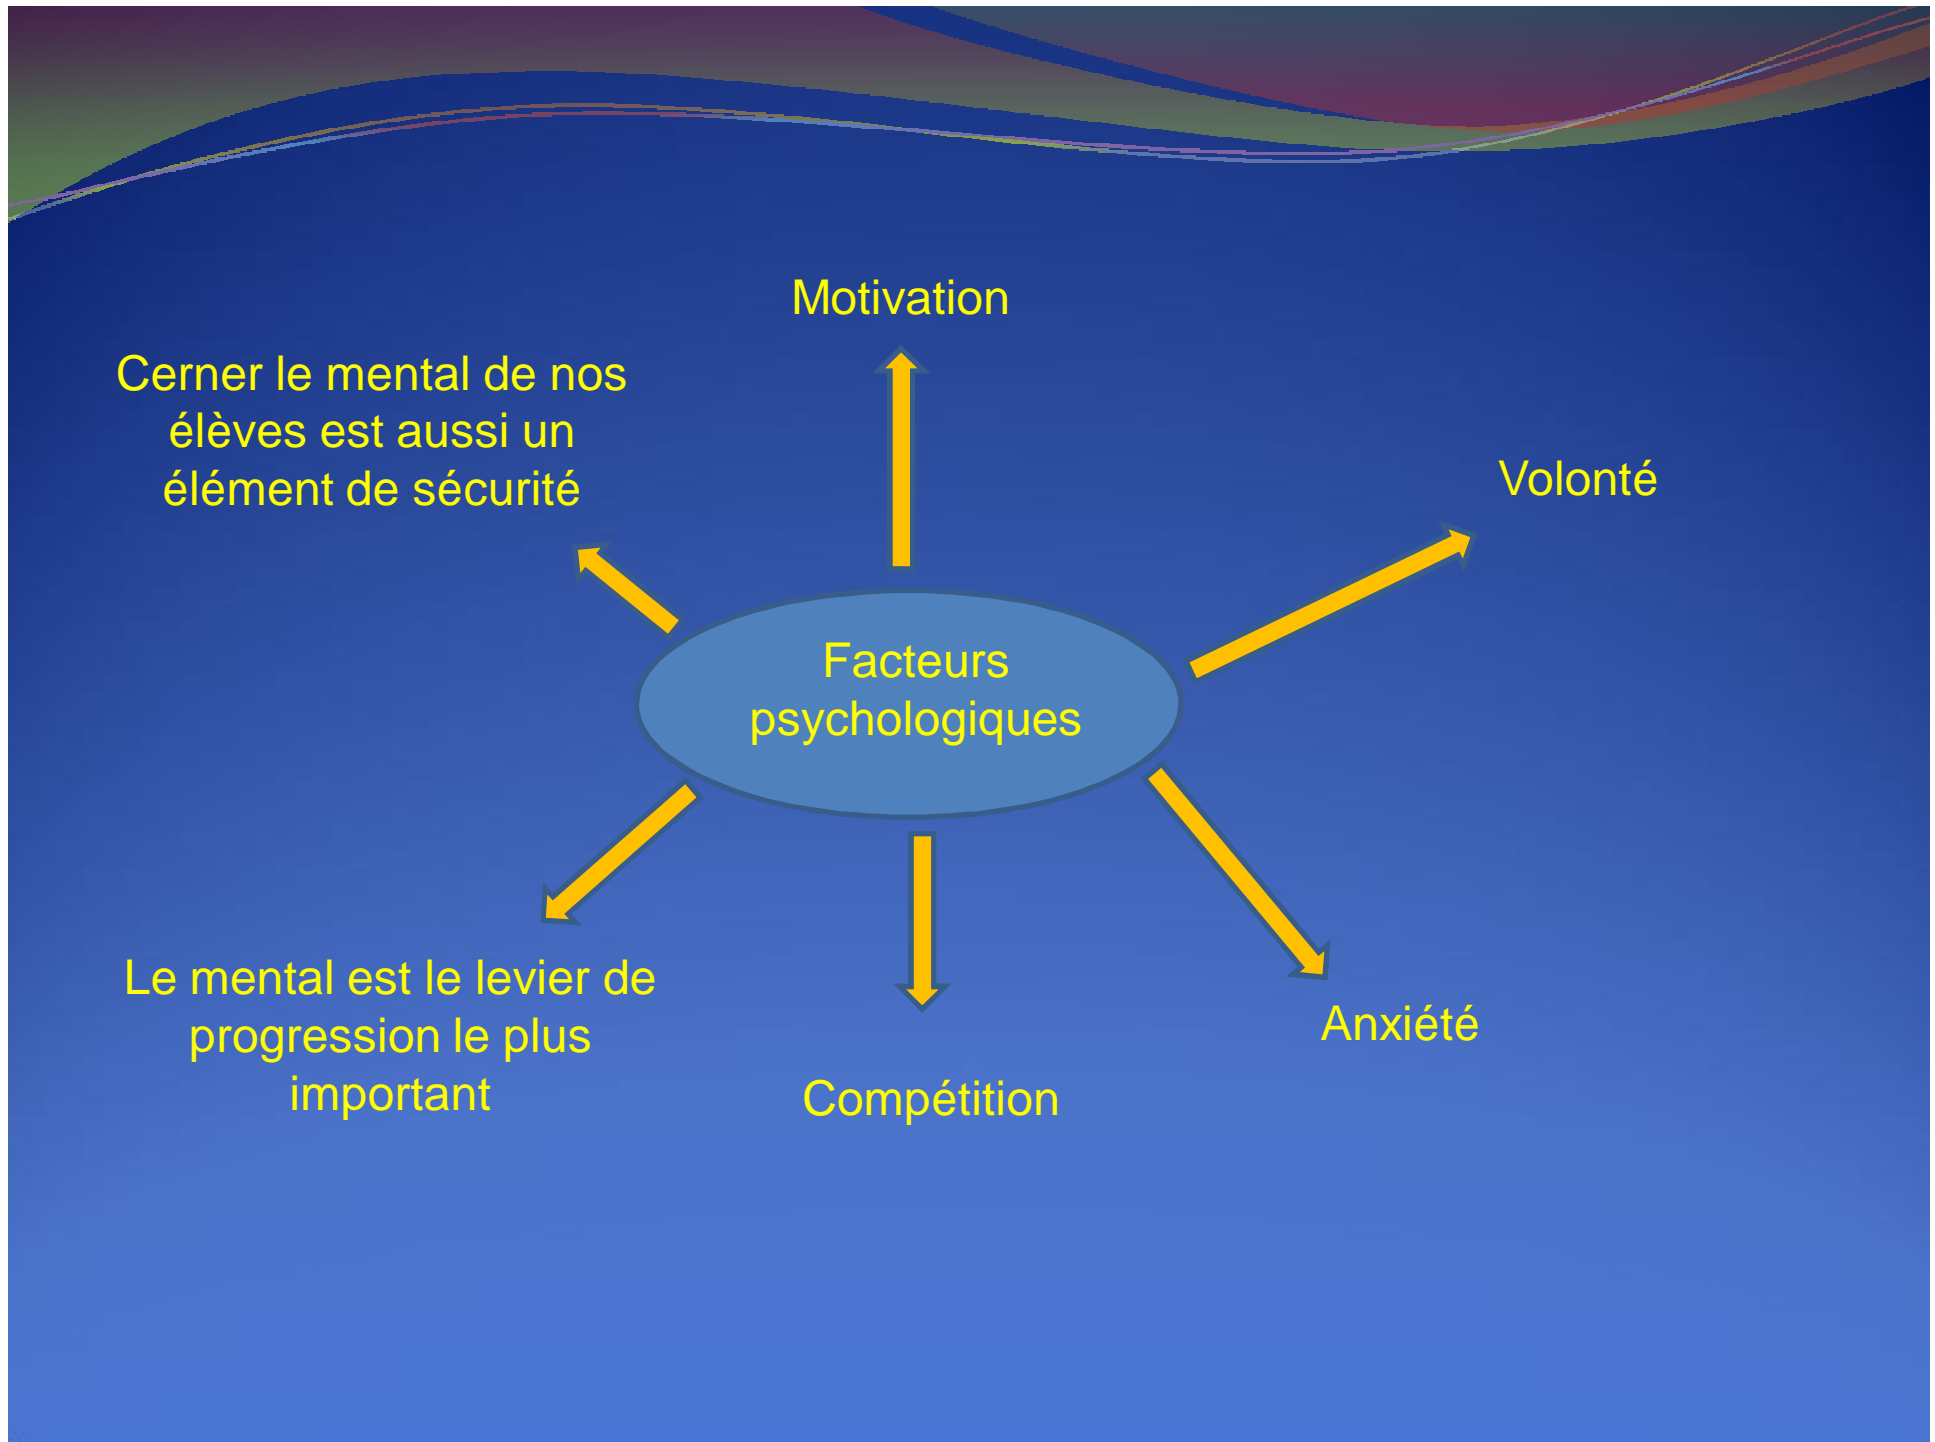 Motivation
Cerner le mental de nos
élèves est aussi un
élément de sécurité
Volonté
Facteurs
psychologiques
Le mental est le levier de
progression le plus
important
Anxiété
Compétition